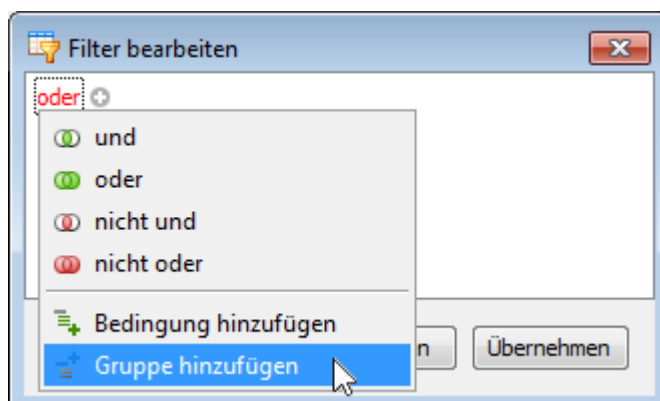 Filter bearbeiten
oder
und
oder
nicht und
nicht oder
Bedingung hinzufügen
Gruppe hinzufügen
n
Übernehmen